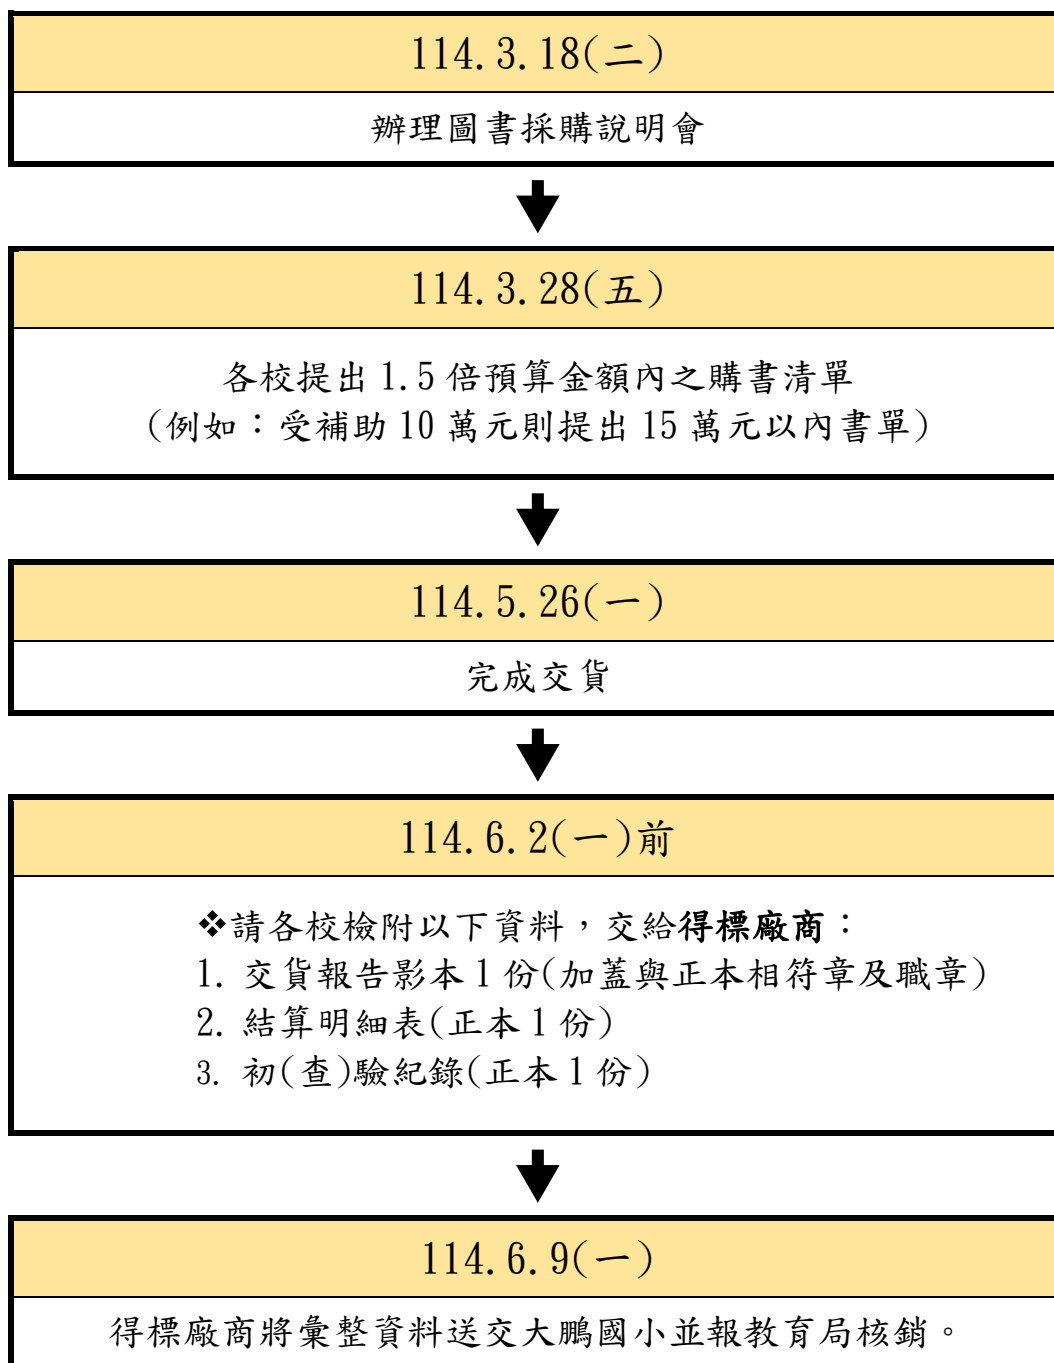 114.3.18(二)
辦理圖書採購說明會
114.3.28(五)
各校提出 1.5 倍預算金額內之購書清單
(例如：受補助 10 萬元則提出 15 萬元以內書單)
114.5.26(一)
完成交貨
114.6.2(一)前
❖請各校檢附以下資料，交給得標廠商：
1. 交貨報告影本 1 份(加蓋與正本相符章及職章)
2. 結算明細表(正本 1 份)
3. 初(查)驗紀錄(正本 1 份)
114.6.9(一)
得標廠商將彙整資料送交大鵬國小並報教育局核銷。